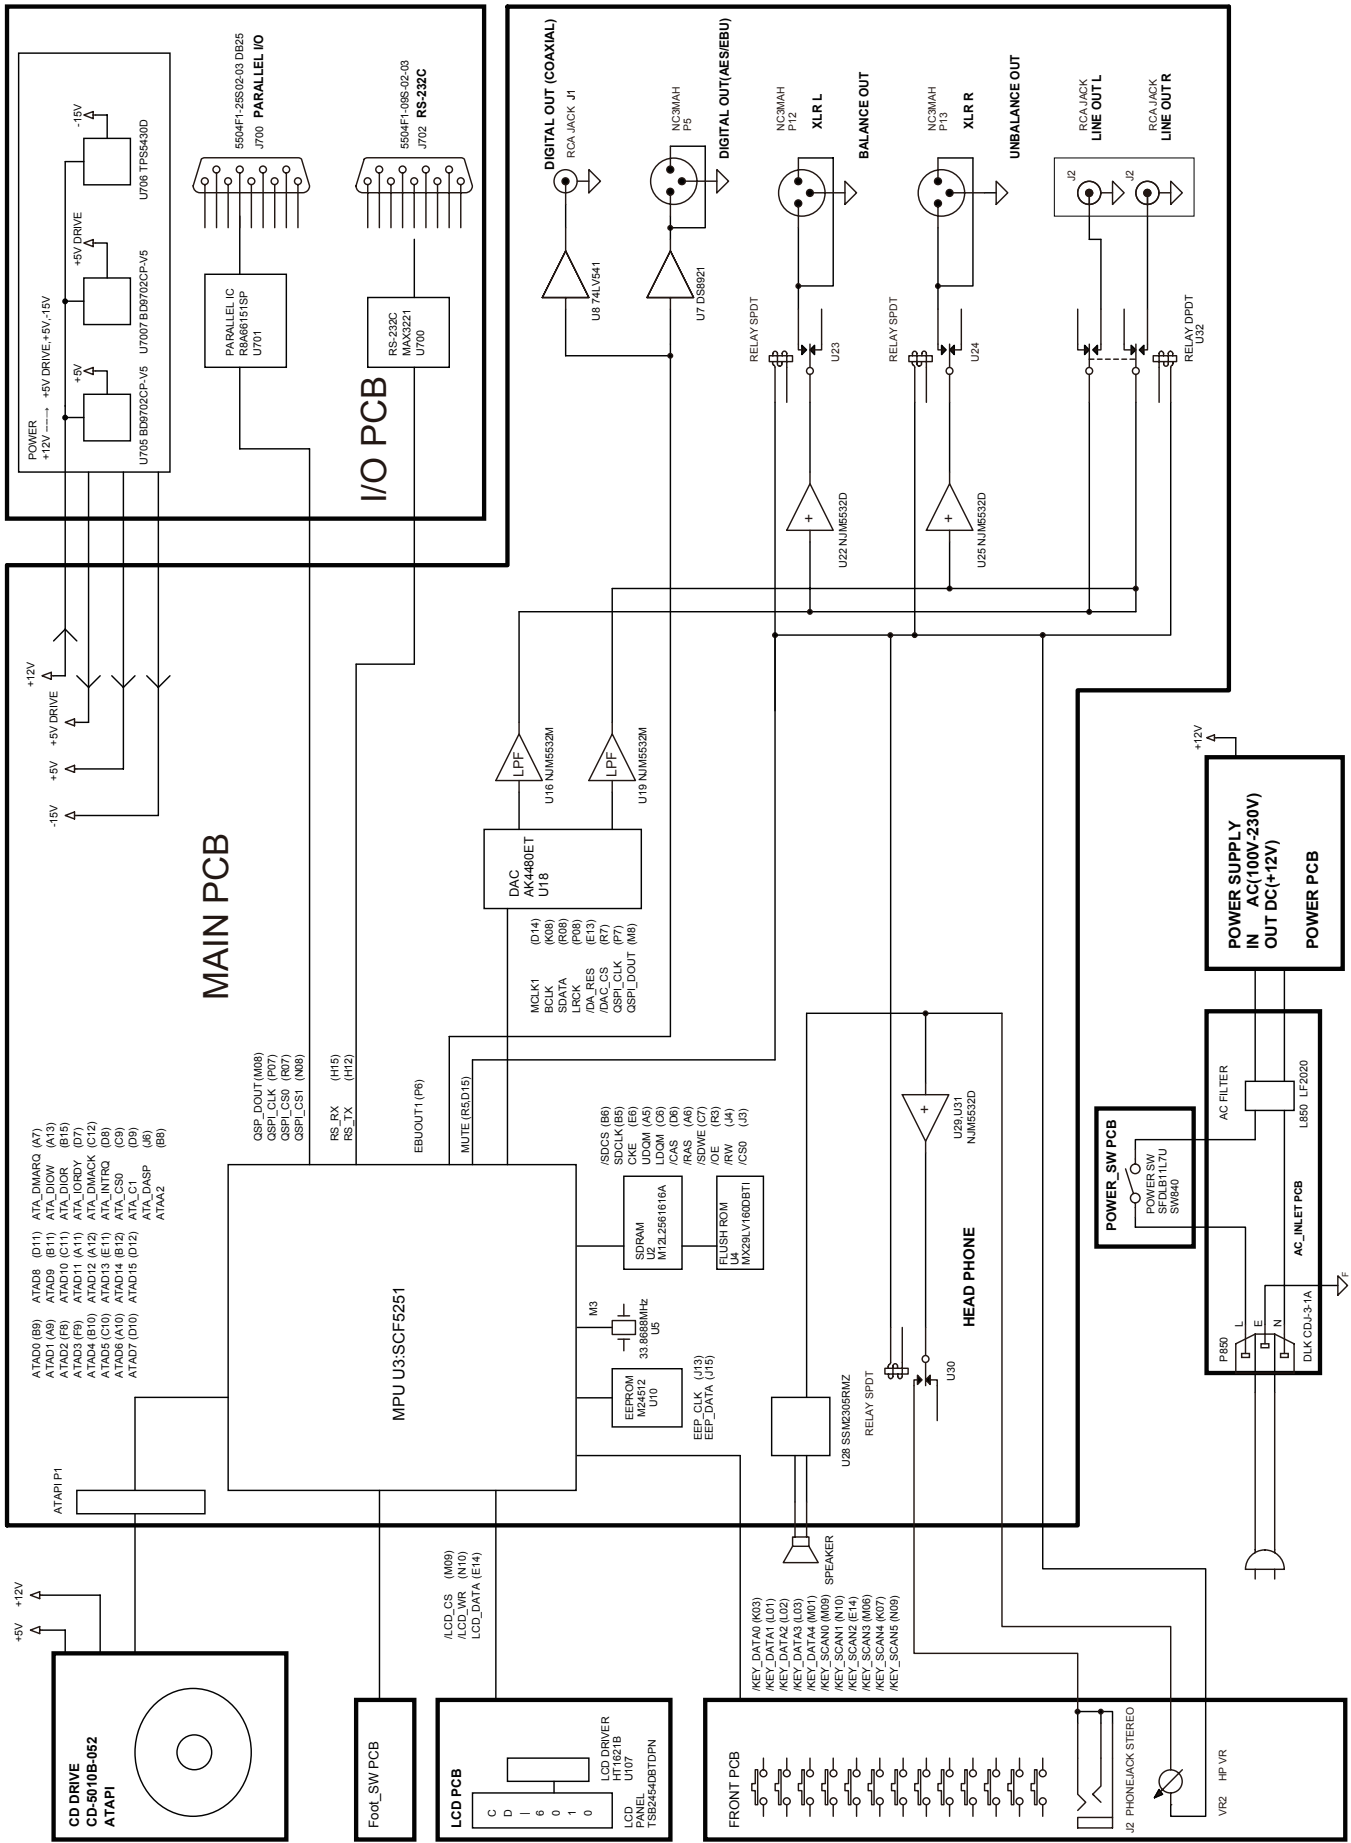 POWER
+12V ----→ +5V DRIVE,+5V,-15V
+5V
+5V DRIVE
-15V
U705 BD9702CP-V5
U7007 BD9702CP-V5
U706 TPS5430D
PARALLEL IC
R8A66151SP
U701
5504F1-25S02-03 DB25
J700 PARALLEL I/O
RS-232C
MAX3221
U700
5504F1-09S-02-03
J702 RS-232C
I/O PCB
DIGITAL OUT (COAXIAL)
RCA JACK J1
U8 74LV541
NC3MAH
P5
DIGITAL OUT(AES/EBU)
U7 DS8921
NC3MAH
P12
XLR L
BALANCE OUT
RELAY SPDT
U23
U22 NJM5532D
NC3MAH
P13
XLR R
UNBALANCE OUT
RELAY SPDT
U24
U25 NJM5532D
RCA JACK
LINE OUT L
RCA JACK
LINE OUT R
J2
J2
RELAY DPDT
U32
+12V
+5V DRIVE
+5V
-15V
MAIN PCB
LPF
U16 NJM5532M
LPF
U19 NJM5532M
DAC
AK4480ET
U18
MCLK1 (D14)
BCLK (K08)
SDATA (R08)
LRCK (P08)
/DA_RES (E13)
/DAC_CS (R7)
QSPI_CLK (P7)
QSPI_DOUT (M8)
QSP_DOUT (M08)
QSPI_CLK (P07)
QSPI_CS0 (R07)
QSPI_CS1 (N08)
RS_RX (H15)
RS_TX (H12)
EBUOUT1 (P6)
MUTE (R5,D15)
ATAD0 (B9) ATAD8 (D11) ATA_DMARQ (A7)
ATAD1 (A9) ATAD9 (B11) ATA_DIOW (A13)
ATAD2 (F8) ATAD10 (C11) ATA_DIOR (B15)
ATAD3 (F9) ATAD11 (A11) ATA_IORDY (D7)
ATAD4 (B10) ATAD12 (A12) ATA_DMACK (C12)
ATAD5 (C10) ATAD13 (E11) ATA_INTRQ (D8)
ATAD6 (A10) ATAD14 (B12) ATA_CS0 (C9)
ATAD7 (D10) ATAD15 (D12) ATA_C1 (D9)
ATA_DASP (J6)
ATAA2 (B8)
MPU U3:SCF5251
SDRAM
U2
M12L2561616A
FLUSH ROM
U4
MX29LV160DBTI
/SDCS (B6)
SDCLK (B5)
CKE (E6)
UDQM (A5)
LDQM (C6)
/CAS (D6)
/RAS (A6)
/SDWE (C7)
/OE (R3)
/RW (J4)
/CS0 (J3)
M3
33.8688MHz
U5
EEPROM
M24512
U10
EEP_CLK (J13)
EEP_DATA (J15)
ATAPI P1
U28 SSM2305RMZ
SPEAKER
RELAY SPDT
U30
U29,U31
NJM5532D
HEAD PHONE
+5V
+12V
CD DRIVE
CD-5010B-052
ATAPI
Foot_SW PCB
/LCD_CS (M09)
/LCD_WR (N10)
LCD_DATA (E14)
LCD PCB
C D | 6 0 1 0
LCD DRIVER
HT1621B
U107
LCD
PANEL
TSB2454DBTDPN
/KEY_DATA0 (K03)
/KEY_DATA1 (L01)
/KEY_DATA2 (L02)
/KEY_DATA3 (L03)
/KEY_DATA4 (M01)
/KEY_SCAN0 (M09)
/KEY_SCAN1 (N10)
/KEY_SCAN2 (E14)
/KEY_SCAN3 (M06)
/KEY_SCAN4 (K07)
/KEY_SCAN5 (N09)
FRONT PCB
J2 PHONEJACK STEREO
VR2 HP VR
+12V
POWER SUPPLY
IN AC(100V-230V)
OUT DC(+12V)
POWER PCB
AC FILTER
L850 LF2020
POWER_SW PCB
POWER SW
SFDLB11L7U
SW840
AC_INLET PCB
P850
L
E
N
DLK CDJ-3-1A
F